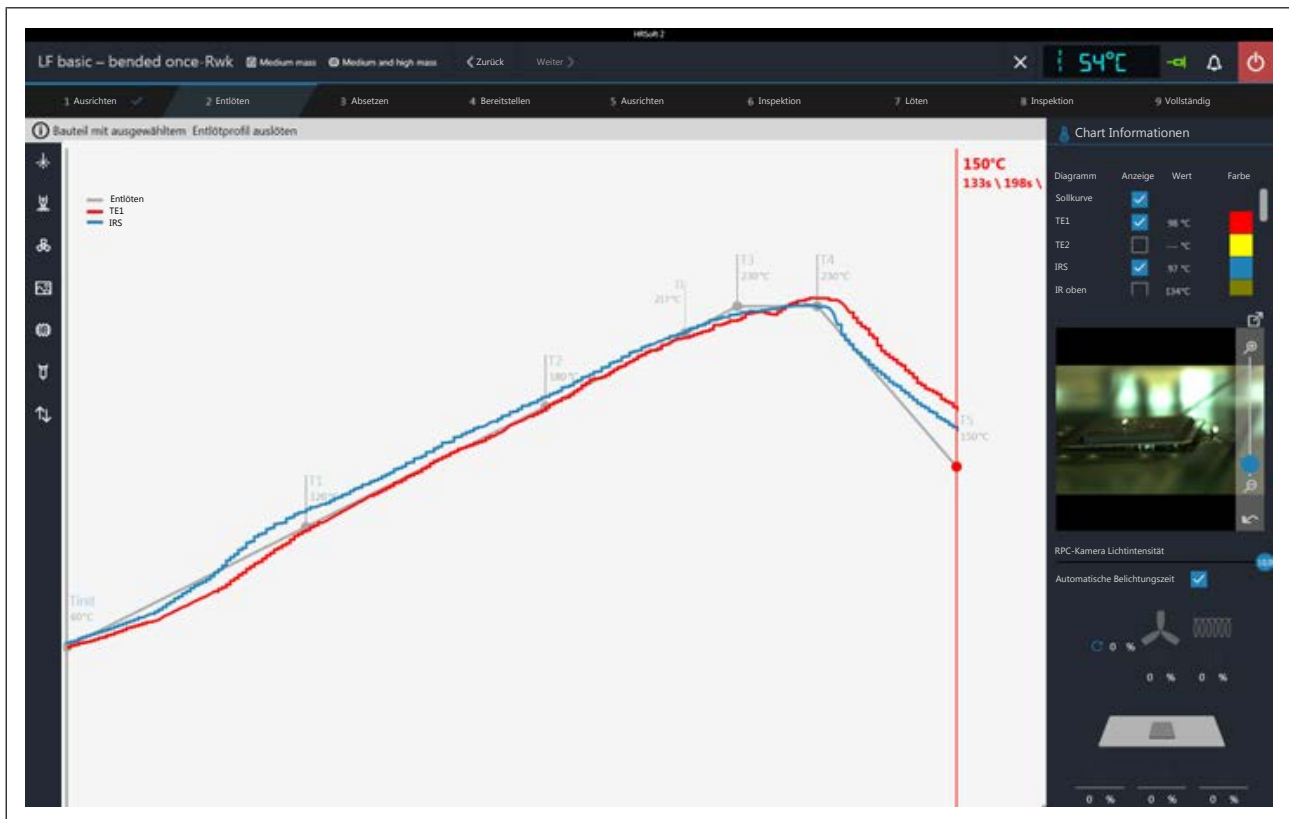 HRSoft 2
LF basic – bended once-Rwk Medium mass Medium and high mass Zurück Weiter 54°C
1 Ausrichten 2 Entlöten 3 Absetzen 4 Bereitstellen 5 Ausrichten 6 Inspektion 7 Löten 8 Inspektion 9 Vollständig
Bauteil mit ausgewähltem Entlötprofil auslöten
Chart Informationen
150°C
133s \ 198s \
Diagramm Anzeige Wert Farbe
Sollkurve
TE1 98 °C
TE2 --- °C
IRS 97 °C
IR oben 134°C
Entlöten
TE1
IRS
T3
230°C
T4
230°C
217°C
T2
180°C
T1
120°C
Tinit
60°C
T5
150°C
RPC-Kamera Lichtintensität
Automatische Belichtungszeit
0 %
0 % 0 %
0 % 0 % 0 %